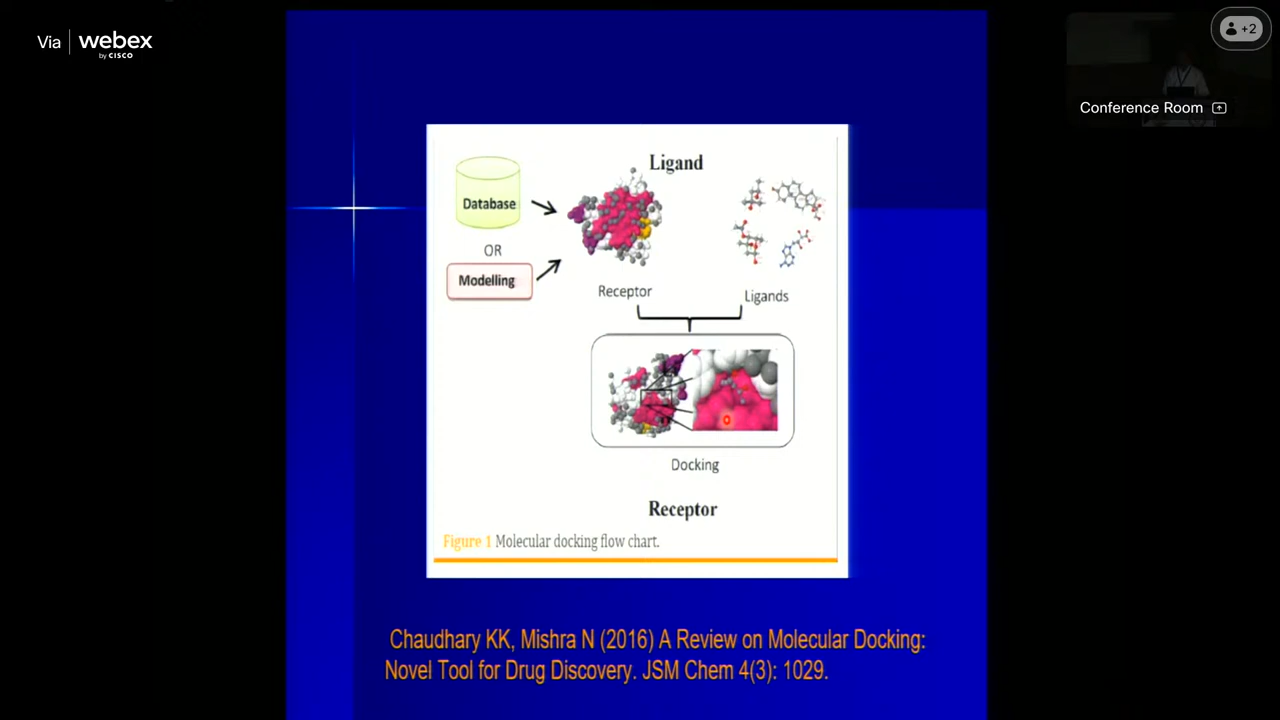 Via
webex
by CISCO
+2
Conference Room
Ligand
Database
OR
Modelling
Receptor
Ligands
Docking
Receptor
Figure 1 Molecular docking flow chart.
Chaudhary KK, Mishra N (2016) A Review on Molecular Docking:
Novel Tool for Drug Discovery. JSM Chem 4(3): 1029.